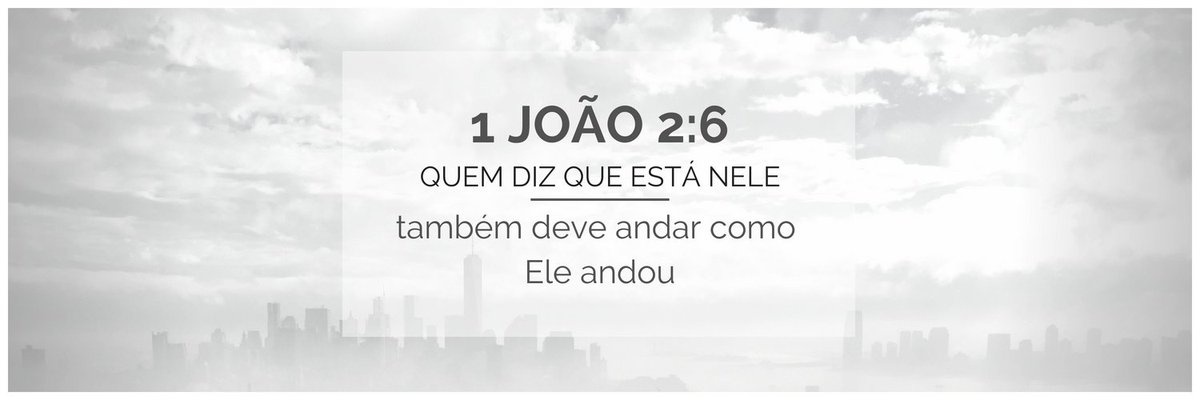 1 JOÃO 2:6
QUEM DIZ QUE ESTÁ NELE
também deve andar como
Ele andou